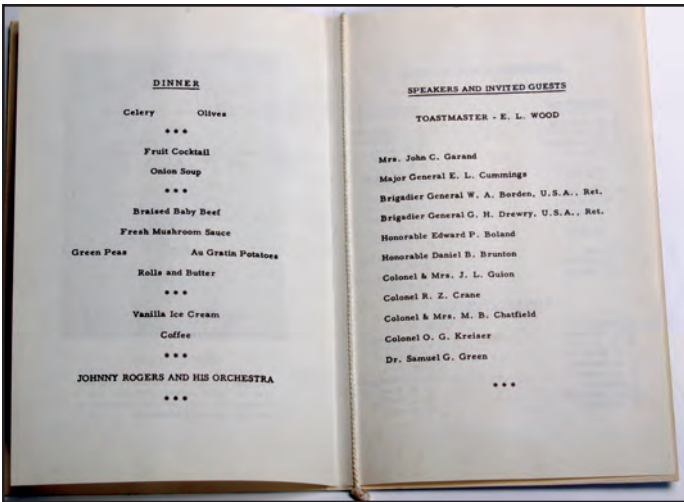 DINNER
Celery Olives
* * *
Fruit Cocktail
Onion Soup
* * *
Braised Baby Beef
Fresh Mushroom Sauce
Green Peas Au Gratin Potatoes
Rolls and Butter
* * *
Vanilla Ice Cream
Coffee
* * *
JOHNNY ROGERS AND HIS ORCHESTRA
* * *
SPEAKERS AND INVITED GUESTS
TOASTMASTER - E. L. WOOD
Mrs. John C. Garand
Major General E. L. Cummings
Brigadier General W. A. Borden, U.S.A., Ret.
Brigadier General G. H. Drewry, U.S.A., Ret.
Honorable Edward P. Boland
Honorable Daniel B. Brunton
Colonel & Mrs. J. L. Guion
Colonel R. Z. Crane
Colonel & Mrs. M. B. Chatfield
Colonel O. G. Kreiser
Dr. Samuel G. Green
* * *